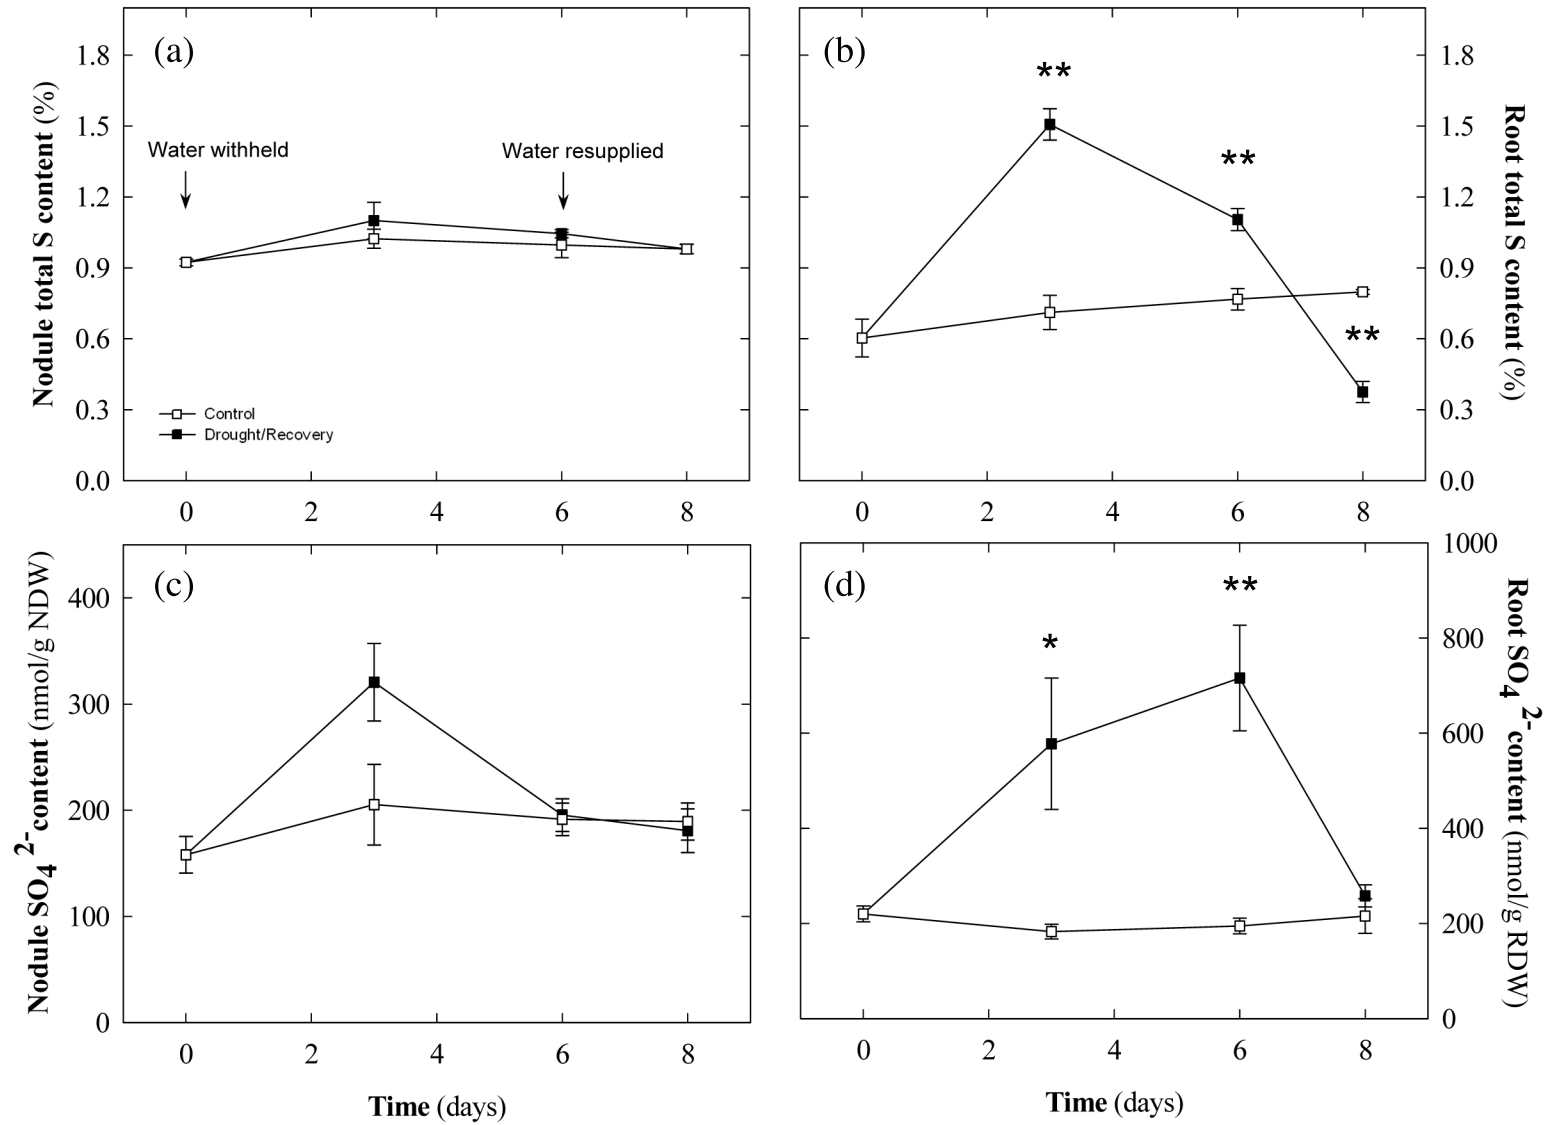 (a)
Nodule total S content (%)
1.8
1.5
1.2
0.9
0.6
0.3
0.0
Water withheld
Water resupplied
Control
Drought/Recovery
0 2 4 6 8
(b)
**
**
**
1.8
1.5
1.2
0.9
0.6
0.3
0.0
Root total S content (%)
0 2 4 6 8
(c)
Nodule SO4 2- content (nmol/g NDW)
400
300
200
100
0
0 2 4 6 8
Time (days)
(d)
*
**
1000
800
600
400
200
0
Root SO4 2- content (nmol/g RDW)
0 2 4 6 8
Time (days)